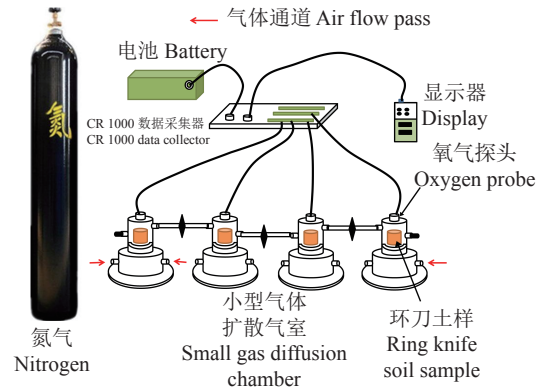 气体通道 Air flow pass
电池 Battery
氮
CR 1000 数据采集器
CR 1000 data collector
显示器
Display
氧气探头
Oxygen probe
小型气体
扩散气室
Small gas diffusion
chamber
环刀土样
Ring knife
soil sample
氮气
Nitrogen